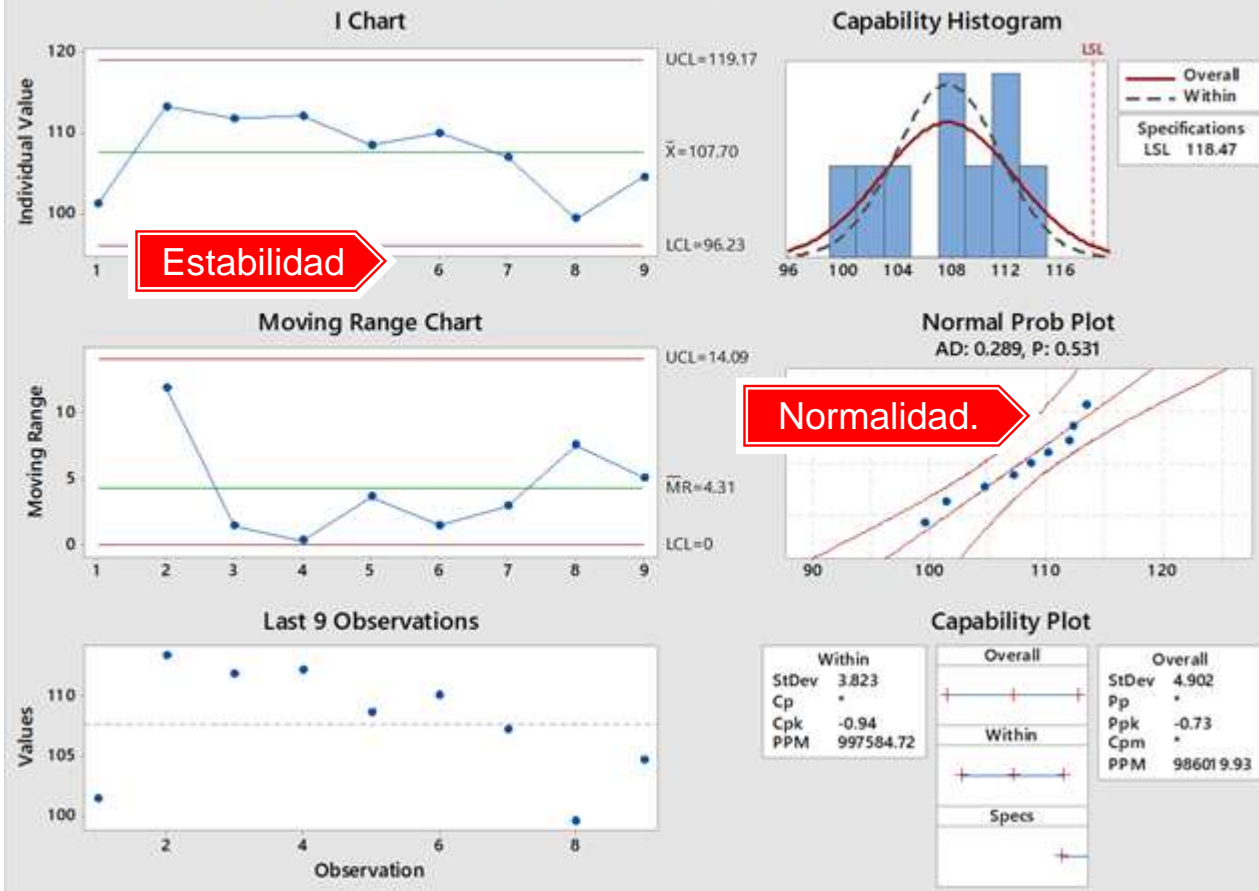 I Chart
120
110
100
Individual Value
UCL=119.17
X̄=107.70
LCL=96.23
Estabilidad
1 6 7 8 9
Capability Histogram
LSL
Overall
Within
Specifications
LSL 118.47
96 100 104 108 112 116
Moving Range Chart
10
5
0
Moving Range
UCL=14.09
M̄R̄=4.31
LCL=0
1 2 3 4 5 6 7 8 9
Normal Prob Plot
AD: 0.289, P: 0.531
Normalidad.
90 100 110 120
Last 9 Observations
110
105
100
Values
2 4 6 8
Observation
Capability Plot
Within
StDev 3.823
Cp *
Cpk -0.94
PPM 997584.72
Overall
Within
Specs
Overall
StDev 4.902
Pp *
Ppk -0.73
Cpm *
PPM 986019.93